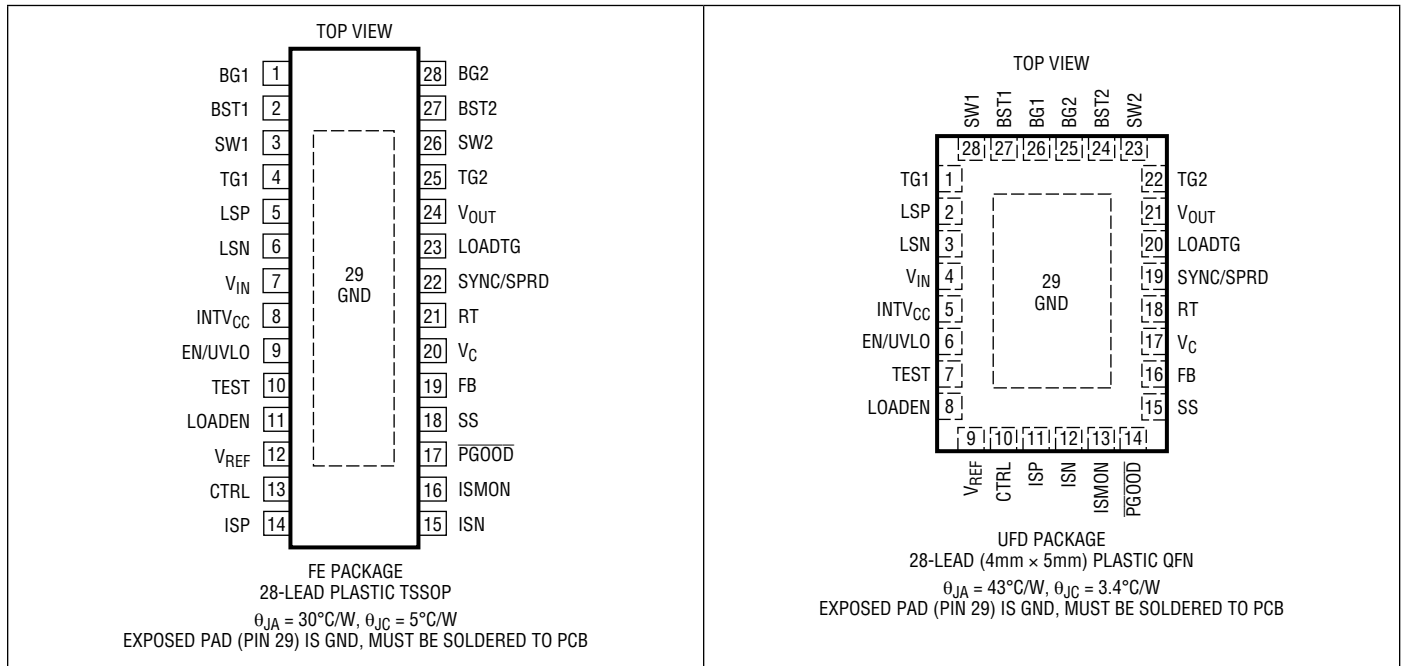 TOP VIEW
BG1 1 28 BG2
BST1 2 27 BST2
SW1 3 26 SW2
TG1 4 25 TG2
LSP 5 24 VOUT
LSN 6 23 LOADTG
VIN 7 22 SYNC/SPRD
INTVCC 8 21 RT
EN/UVLO 9 20 VC
TEST 10 19 FB
LOADEN 11 18 SS
VREF 12 17 PGOOD
CTRL 13 16 ISMON
ISP 14 15 ISN
29
GND
FE PACKAGE
28-LEAD PLASTIC TSSOP
θJA = 30°C/W, θJC = 5°C/W
EXPOSED PAD (PIN 29) IS GND, MUST BE SOLDERED TO PCB
TOP VIEW
SW1 BST1 BG1 BG2 BST2 SW2
28 27 26 25 24 23
TG1 1 22 TG2
LSP 2 21 VOUT
LSN 3 20 LOADTG
VIN 4 19 SYNC/SPRD
INTVCC 5 18 RT
EN/UVLO 6 17 VC
TEST 7 16 FB
LOADEN 8 15 SS
29
GND
9 10 11 12 13 14
VREF CTRL ISP ISN ISMON PGOOD
UFD PACKAGE
28-LEAD (4mm × 5mm) PLASTIC QFN
θJA = 43°C/W, θJC = 3.4°C/W
EXPOSED PAD (PIN 29) IS GND, MUST BE SOLDERED TO PCB